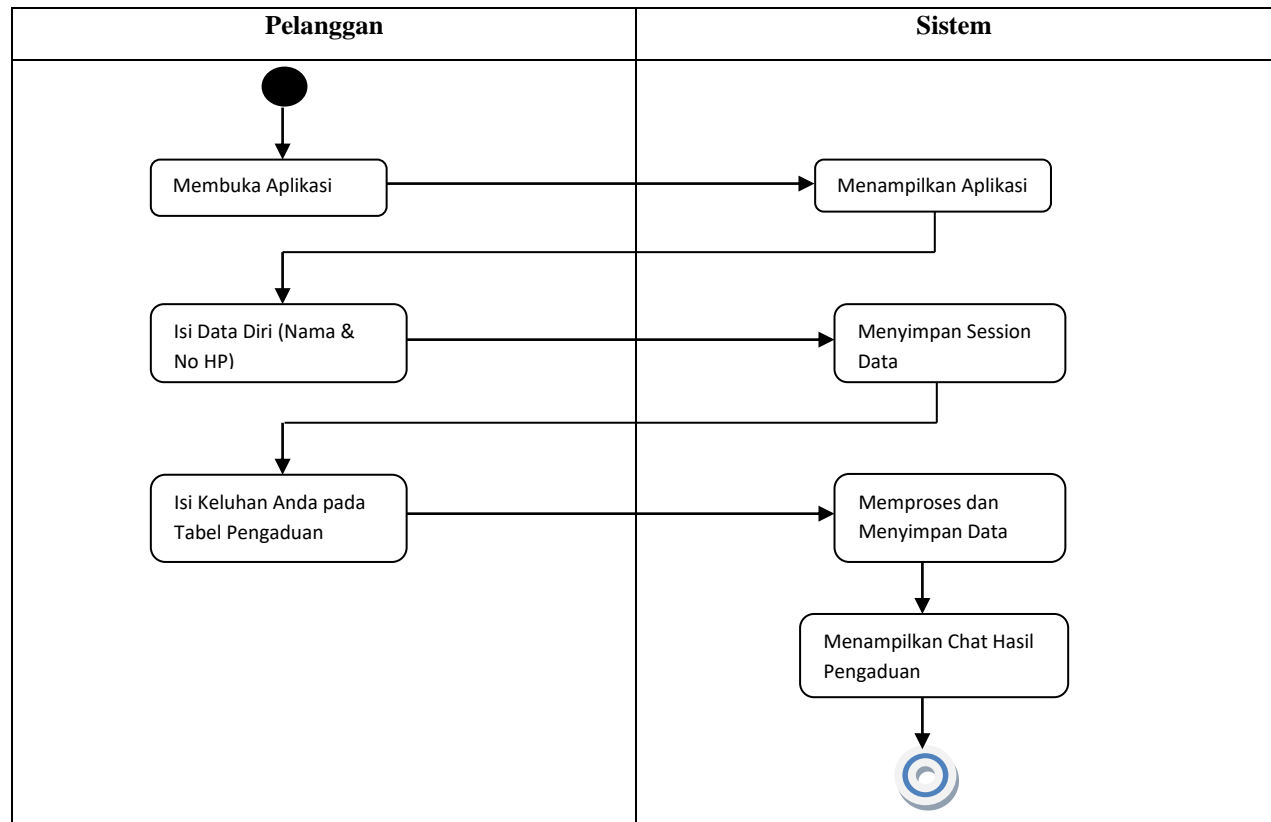 Pelanggan
Sistem
Membuka Aplikasi
Menampilkan Aplikasi
Isi Data Diri (Nama &
No HP)
Menyimpan Session
Data
Isi Keluhan Anda pada
Tabel Pengaduan
Memproses dan
Menyimpan Data
Menampilkan Chat Hasil
Pengaduan